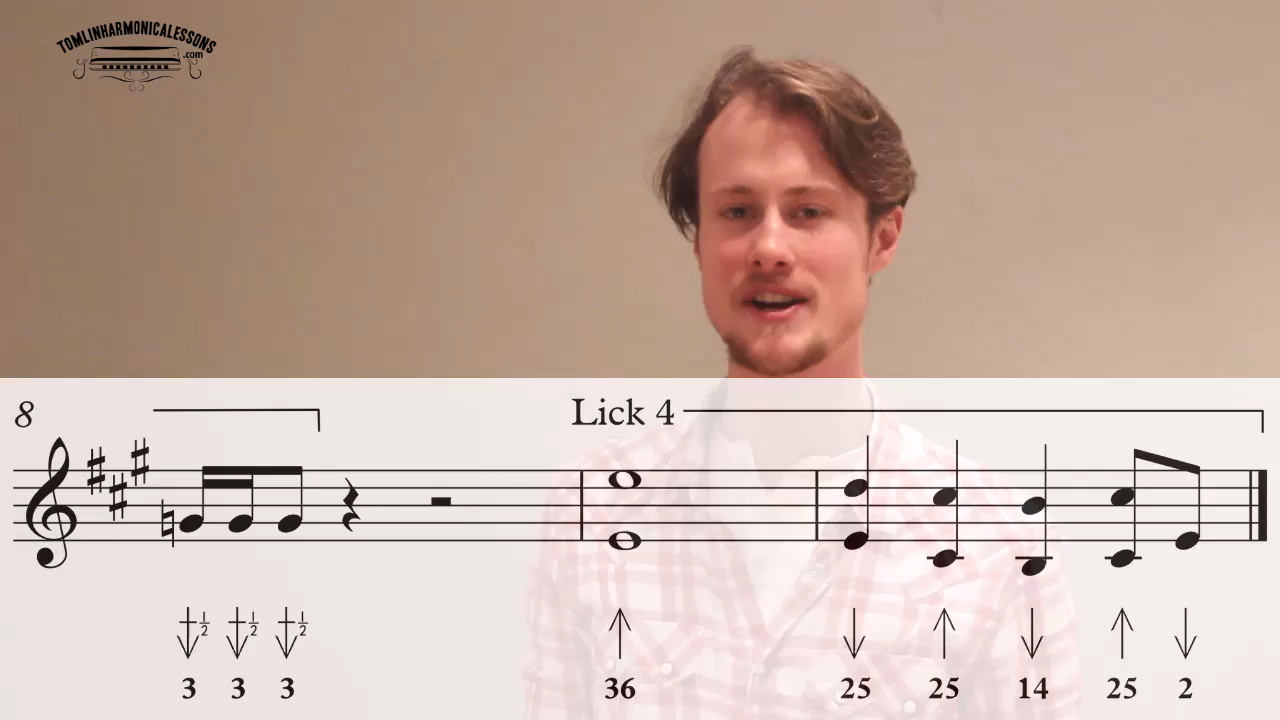 TOMLINHARMONICALESSONS
.com
8
Lick 4
½ ½ ½
3 3 3 36 25 25 14 25 2